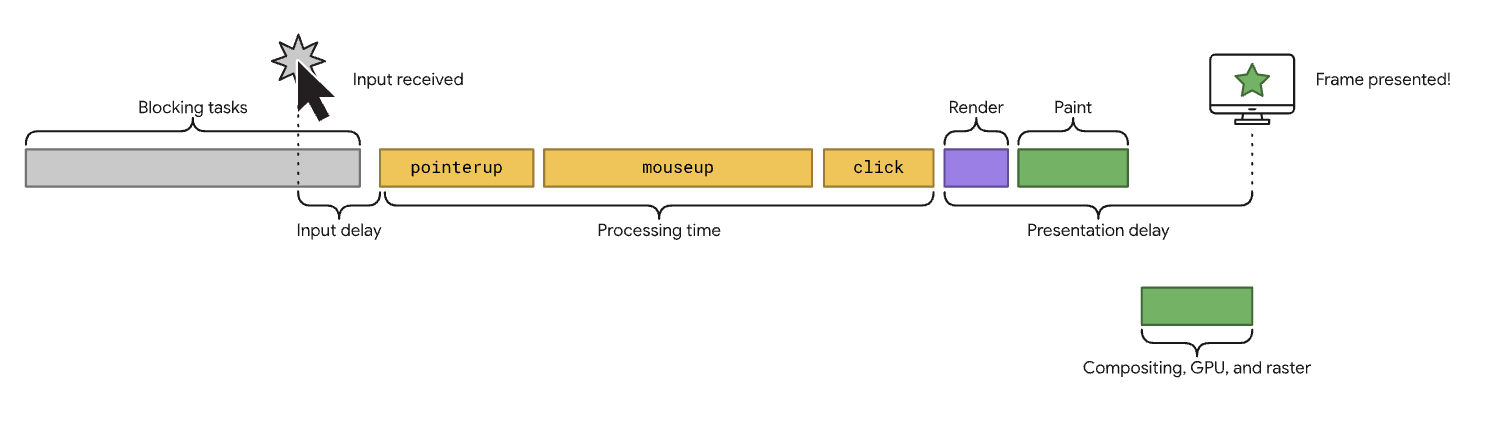 Input received
Frame presented!
Blocking tasks
Render
Paint
pointerup
mouseup
click
Input delay
Processing time
Presentation delay
Compositing, GPU, and raster